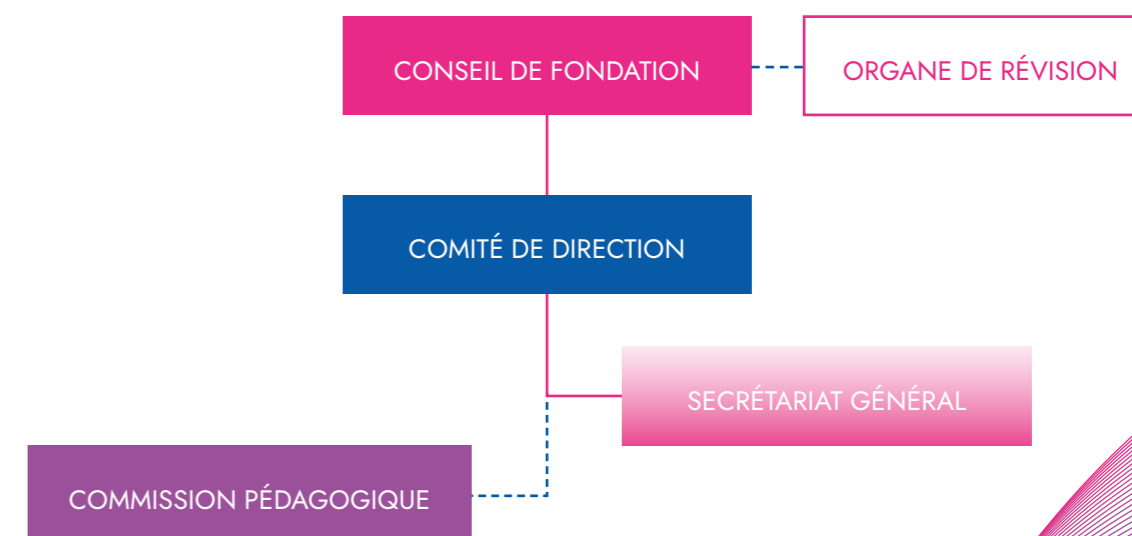 CONSEIL DE FONDATION
ORGANE DE RÉVISION
COMITÉ DE DIRECTION
SECRÉTARIAT GÉNÉRAL
COMMISSION PÉDAGOGIQUE